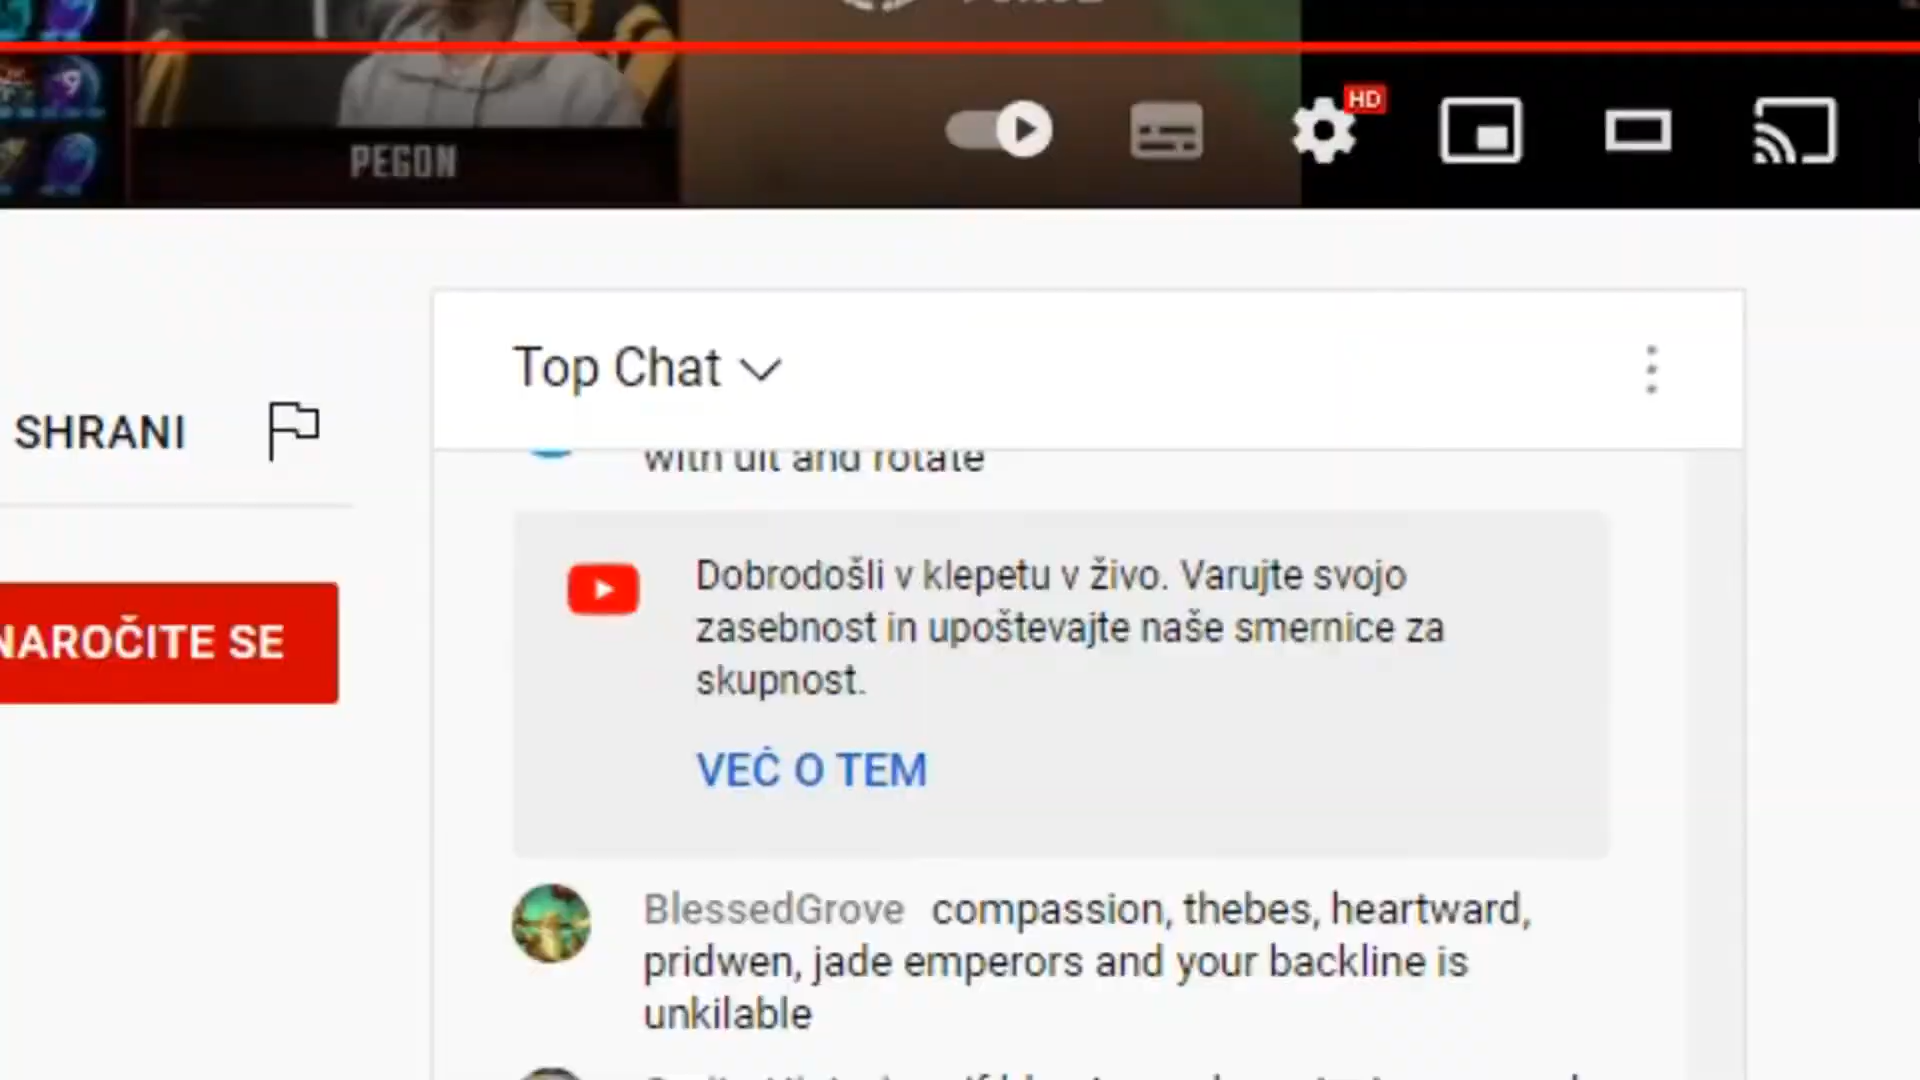 PEGON
HD
Top Chat
SHRANI
with ult and rotate
Dobrodošli v klepetu v živo. Varujte svojo
zasebnost in upoštevajte naše smernice za
skupnost.
NAROČITE SE
VEČ O TEM
BlessedGrove compassion, thebes, heartward,
pridwen, jade emperors and your backline is
unkilable